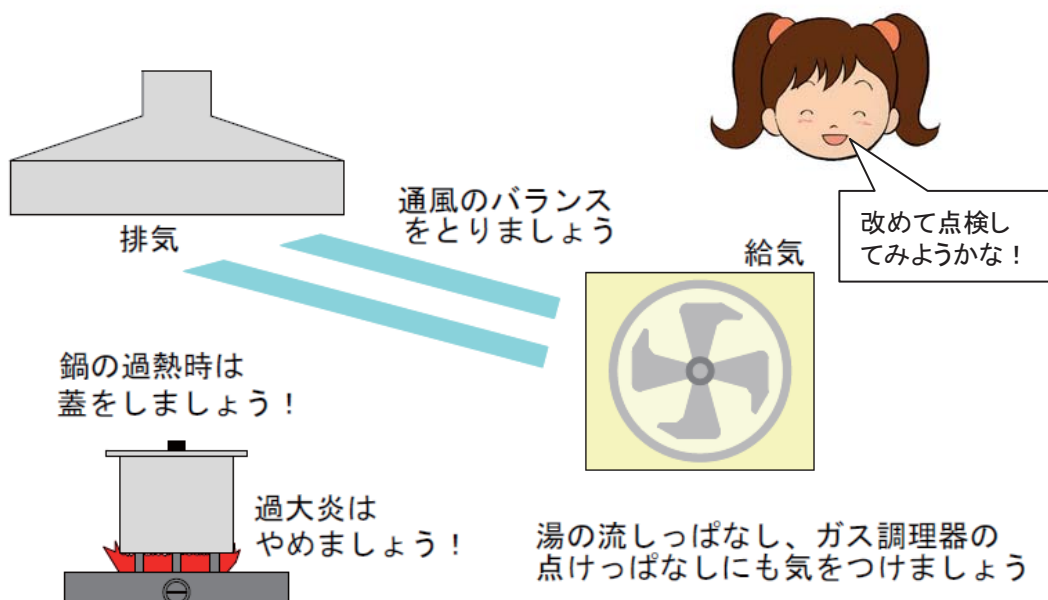 通風のバランス
をとりましょう
排気
給気
改めて点検し
てみようかな！
鍋の過熱時は
蓋をしましょう！
過大炎は
やめましょう！
湯の流しっぱなし、ガス調理器の
点けっぱなしにも気をつけましょう